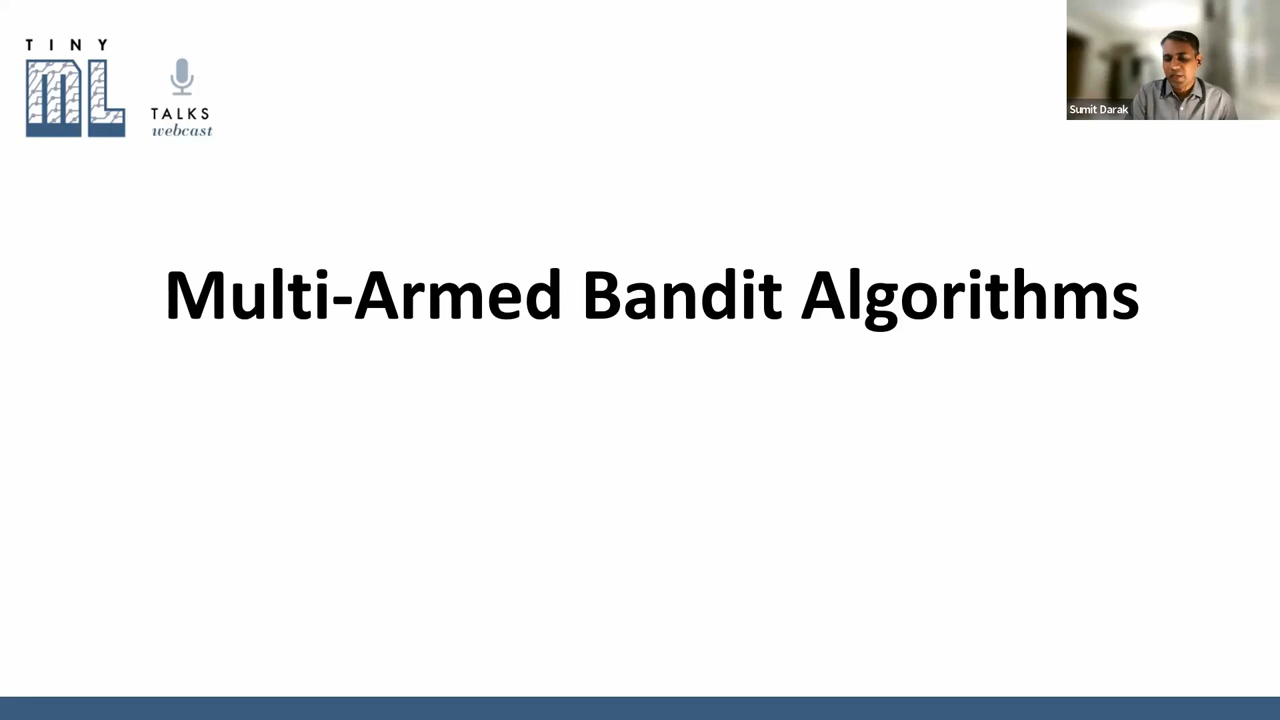 TINY
ML
TALKS
webcast
Sumit Darak
Multi-Armed Bandit Algorithms